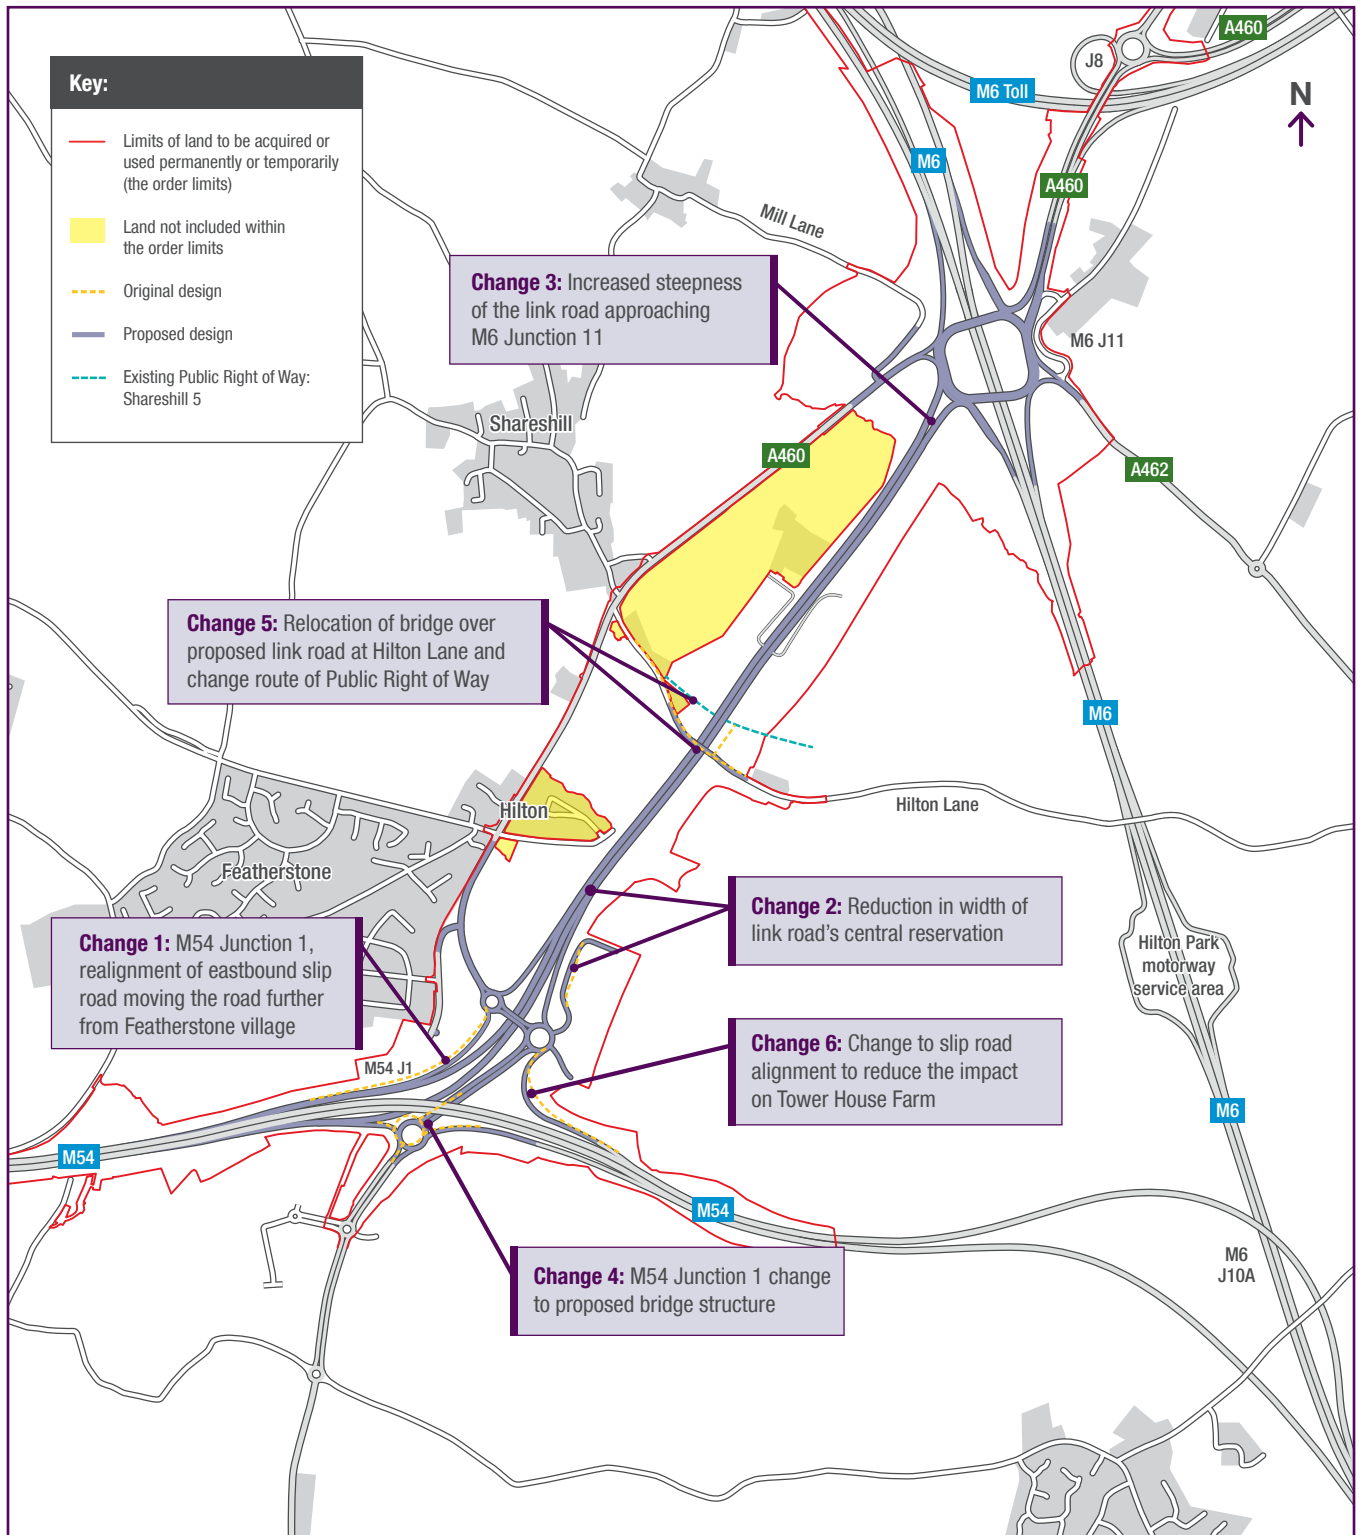 Key:
Limits of land to be acquired or
used permanently or temporarily
(the order limits)
Land not included within
the order limits
Original design
Proposed design
Existing Public Right of Way:
Shareshill 5
A460
J8
M6 Toll
N
M6
A460
Mill Lane
Change 3: Increased steepness
of the link road approaching
M6 Junction 11
M6 J11
Shareshill
A460
A462
Change 5: Relocation of bridge over
proposed link road at Hilton Lane and
change route of Public Right of Way
M6
Hilton
Hilton Lane
Featherstone
Change 2: Reduction in width of
link road's central reservation
Change 1: M54 Junction 1,
realignment of eastbound slip
road moving the road further
from Featherstone village
Hilton Park
motorway
service area
Change 6: Change to slip road
alignment to reduce the impact
on Tower House Farm
M54 J1
M6
M54
M54
M6
J10A
Change 4: M54 Junction 1 change
to proposed bridge structure